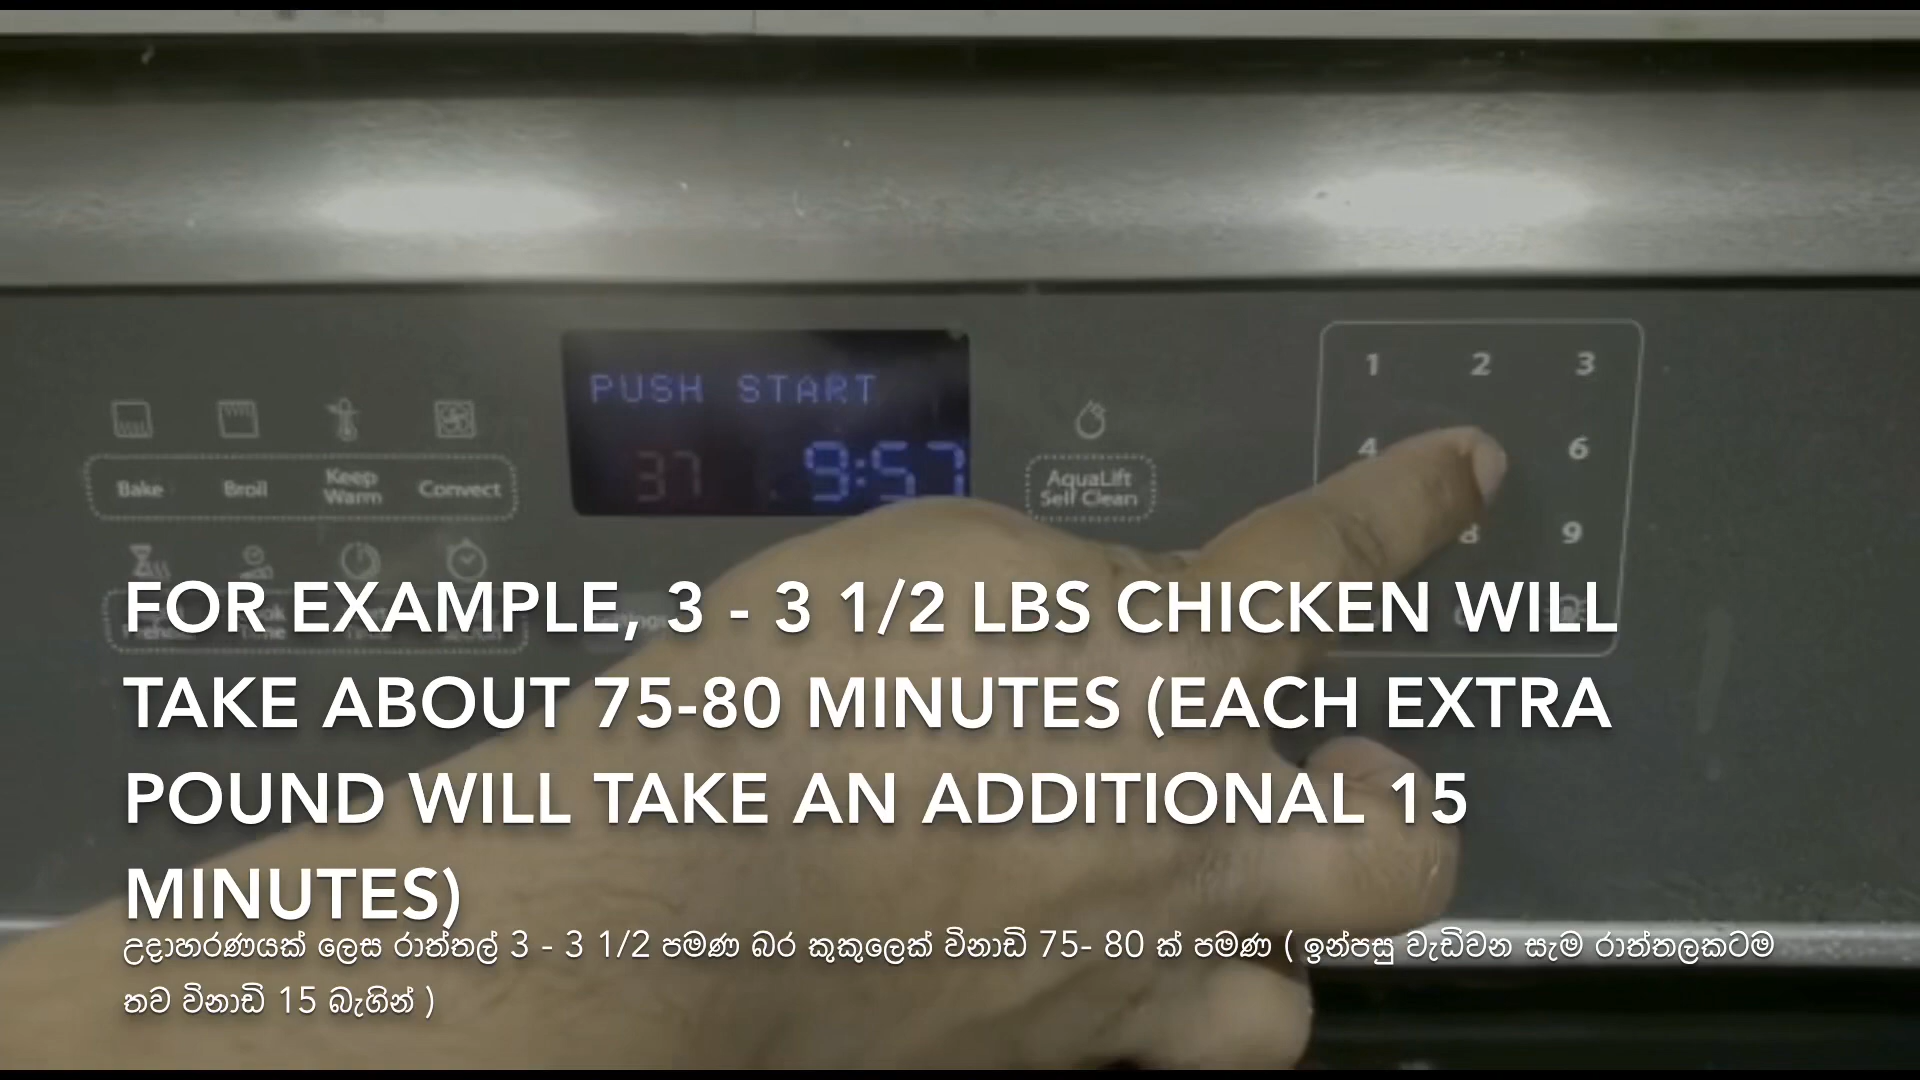 PUSH START
37 9:57
1 2 3
4 6
8 9
Bake Broil Keep Warm Convect
AquaLift
Self Clean
FOR EXAMPLE, 3 - 3 1/2 LBS CHICKEN WILL
TAKE ABOUT 75-80 MINUTES (EACH EXTRA
POUND WILL TAKE AN ADDITIONAL 15
MINUTES)
උදාහරණයක් ලෙස රාත්තල් 3 - 3 1/2 පමණ බර කුකුලෙක් විනාඩි 75- 80 ක් පමණ ( ඉන්පසු වැඩිවන සැම රාත්තලකටම
තව විනාඩි 15 බැගින් )